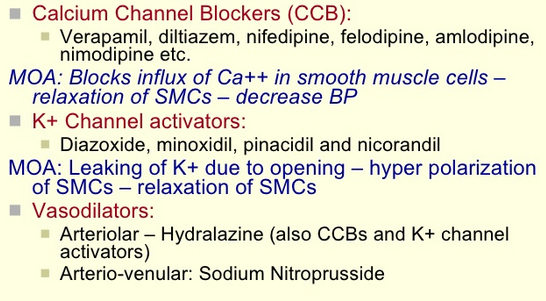 Calcium Channel Blockers (CCB):
Verapamil, diltiazem, nifedipine, felodipine, amlodipine,
nimodipine etc.
MOA: Blocks influx of Ca++ in smooth muscle cells –
relaxation of SMCs – decrease BP
K+ Channel activators:
Diazoxide, minoxidil, pinacidil and nicorandil
MOA: Leaking of K+ due to opening – hyper polarization
of SMCs – relaxation of SMCs
Vasodilators:
Arteriolar – Hydralazine (also CCBs and K+ channel
activators)
Arterio-venular: Sodium Nitroprusside